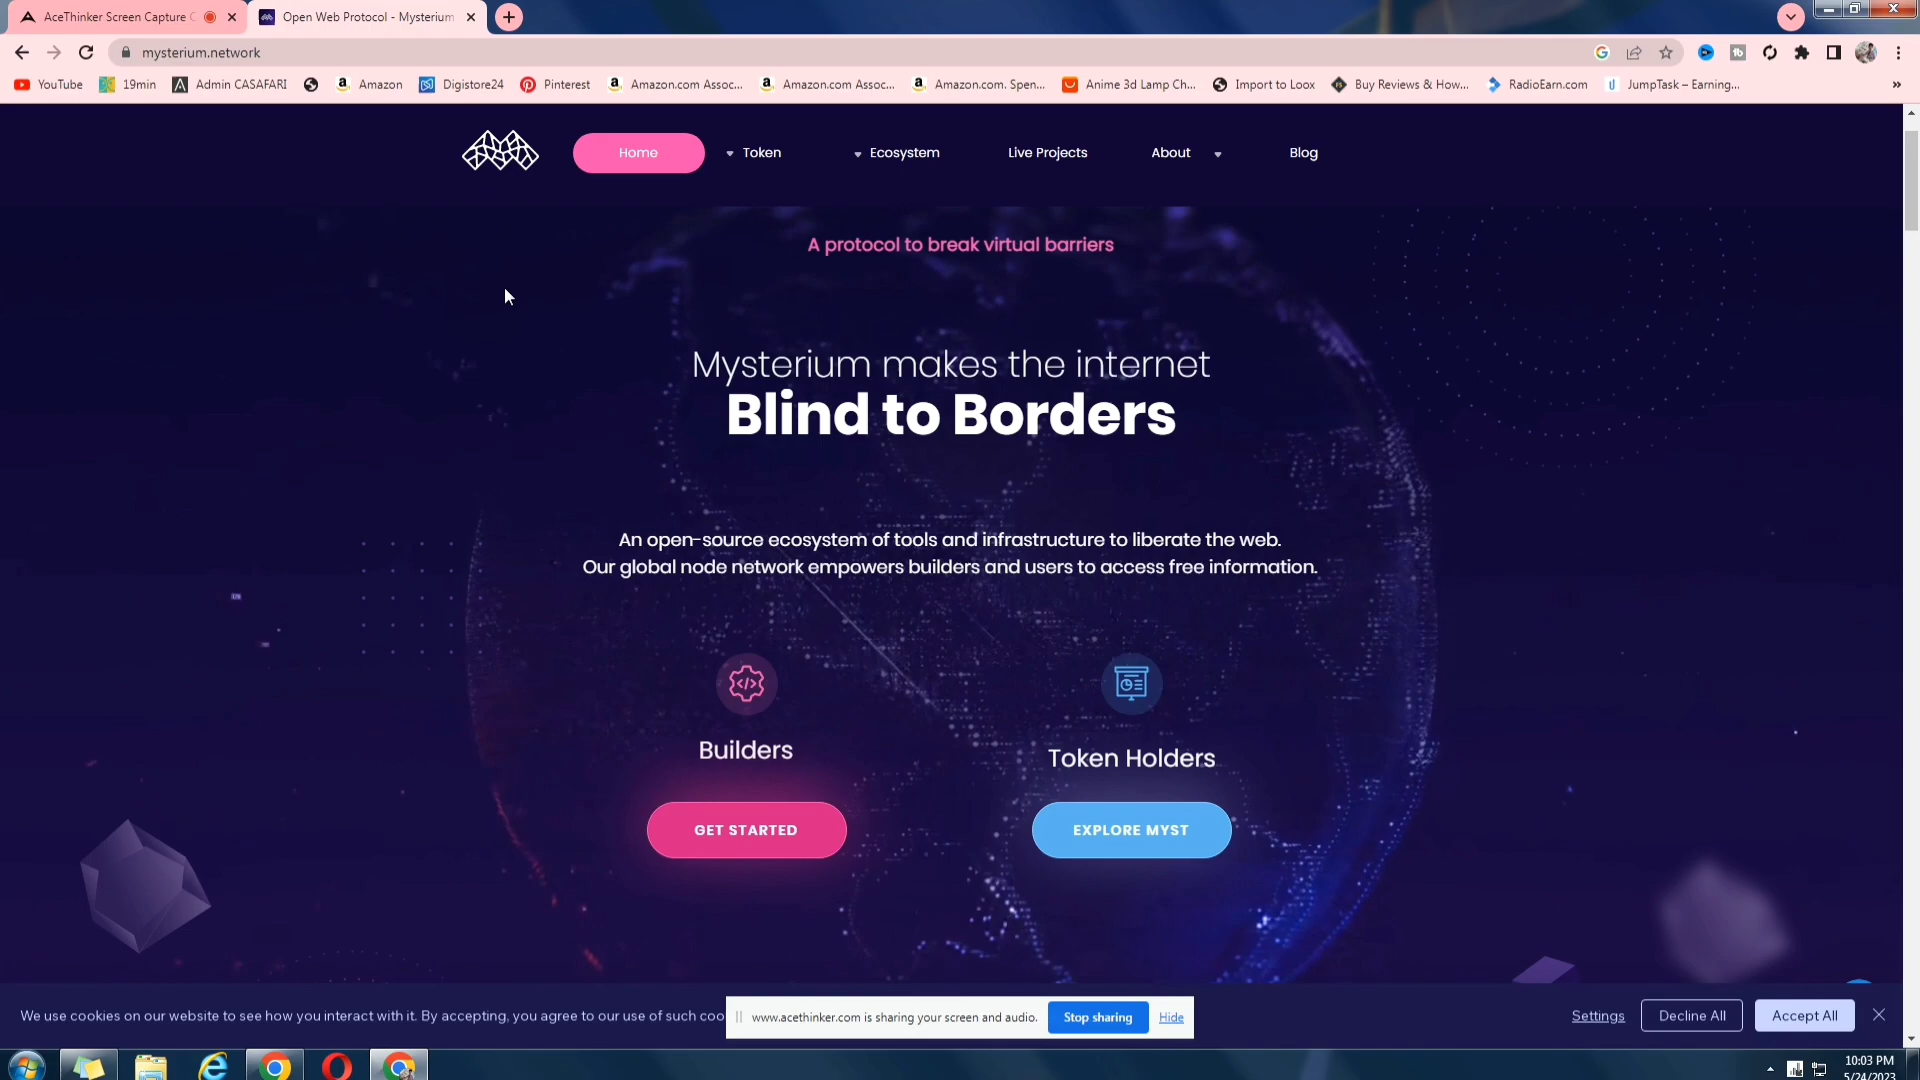 AceThinker Screen Capture
Open Web Protocol - Mysterium
mysterium.network
YouTube
19min
Admin CASAFARI
Amazon
Digistore24
Pinterest
Amazon.com Assoc...
Amazon.com Assoc...
Amazon.com. Spen...
Anime 3d Lamp Ch...
Import to Loox
Buy Reviews & How...
RadioEarn.com
JumpTask – Earning...
»
Home
Token
Ecosystem
Live Projects
About
Blog
A protocol to break virtual barriers
Mysterium makes the internet
Blind to Borders
An open-source ecosystem of tools and infrastructure to liberate the web.
Our global node network empowers builders and users to access free information.
Builders
Token Holders
GET STARTED
EXPLORE MYST
We use cookies on our website to see how you interact with it. By accepting, you agree to our use of such coo
www.acethinker.com is sharing your screen and audio.
Stop sharing
Hide
Settings
Decline All
Accept All
10:03 PM
5/24/2023